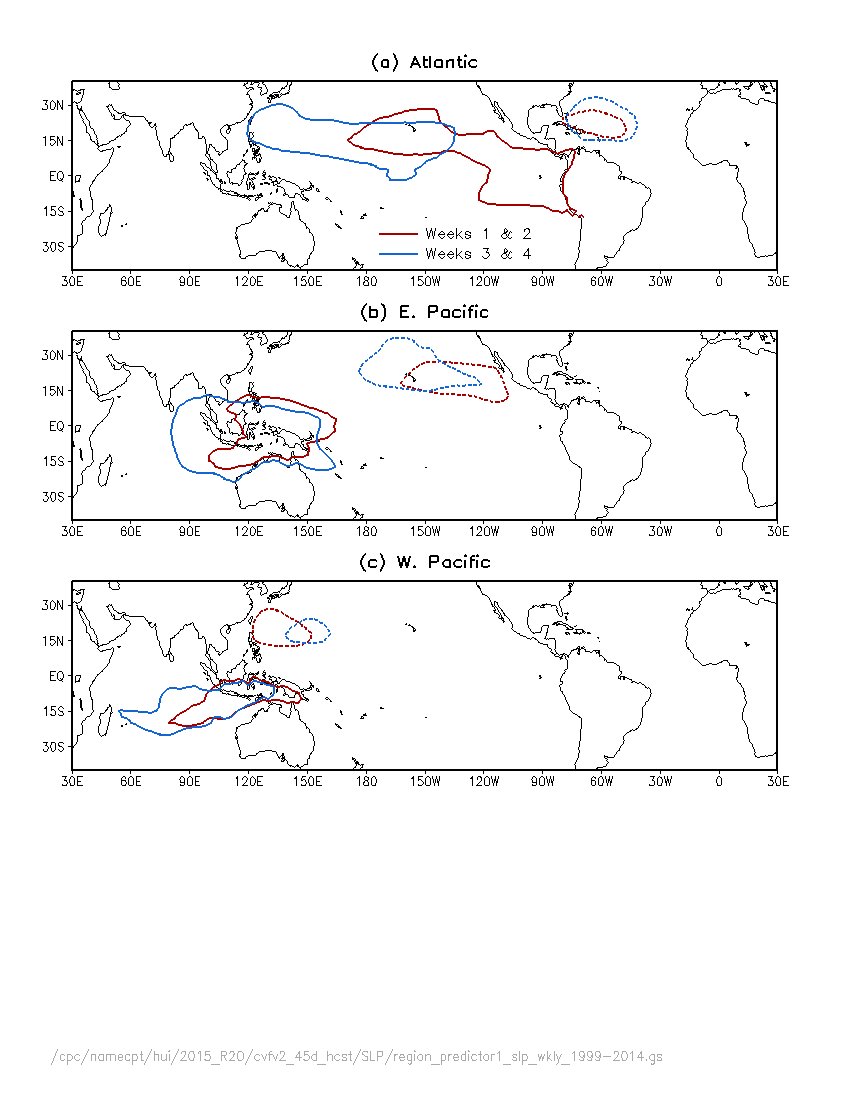 (a) Atlantic
30N
15N
EQ
15S
30S
Weeks 1 & 2
Weeks 3 & 4
30E 60E 90E 120E 150E 180 150W 120W 90W 60W 30W 0 30E
(b) E. Pacific
30N
15N
EQ
15S
30S
30E 60E 90E 120E 150E 180 150W 120W 90W 60W 30W 0 30E
(c) W. Pacific
30N
15N
EQ
15S
30S
30E 60E 90E 120E 150E 180 150W 120W 90W 60W 30W 0 30E
/cpc/namecpt/hui/2015_R2O/cvfv2_45d_hcst/SLP/region_predictor1_slp_wkly_1999-2014.gs